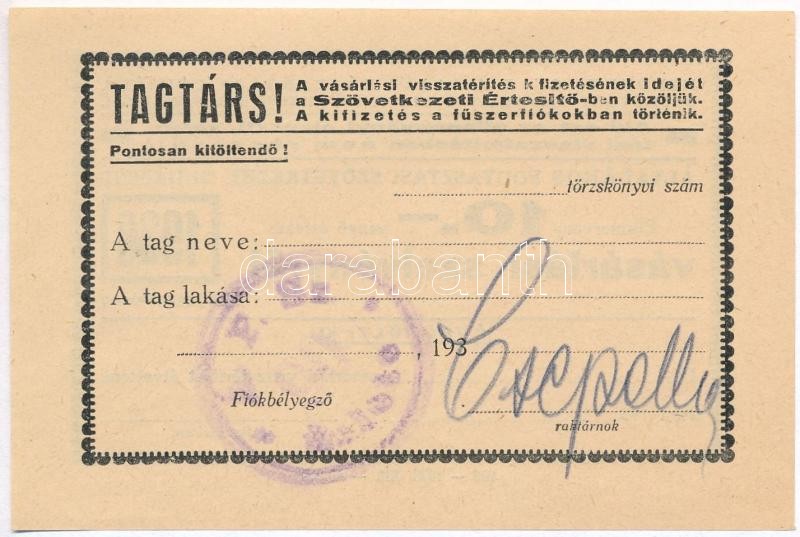 TAGTÁRS!
A vásárlási visszatérítés kifizetésének idejét
a Szövetkezeti Értesítő-ben közöljük.
A kifizetés a fűszerfiókokban történik.
Pontosan kitöltendő!
törzskönyvi szám
A tag neve:
A tag lakása:
darabanth
, 193
Fiókbélyegző
raktárnok